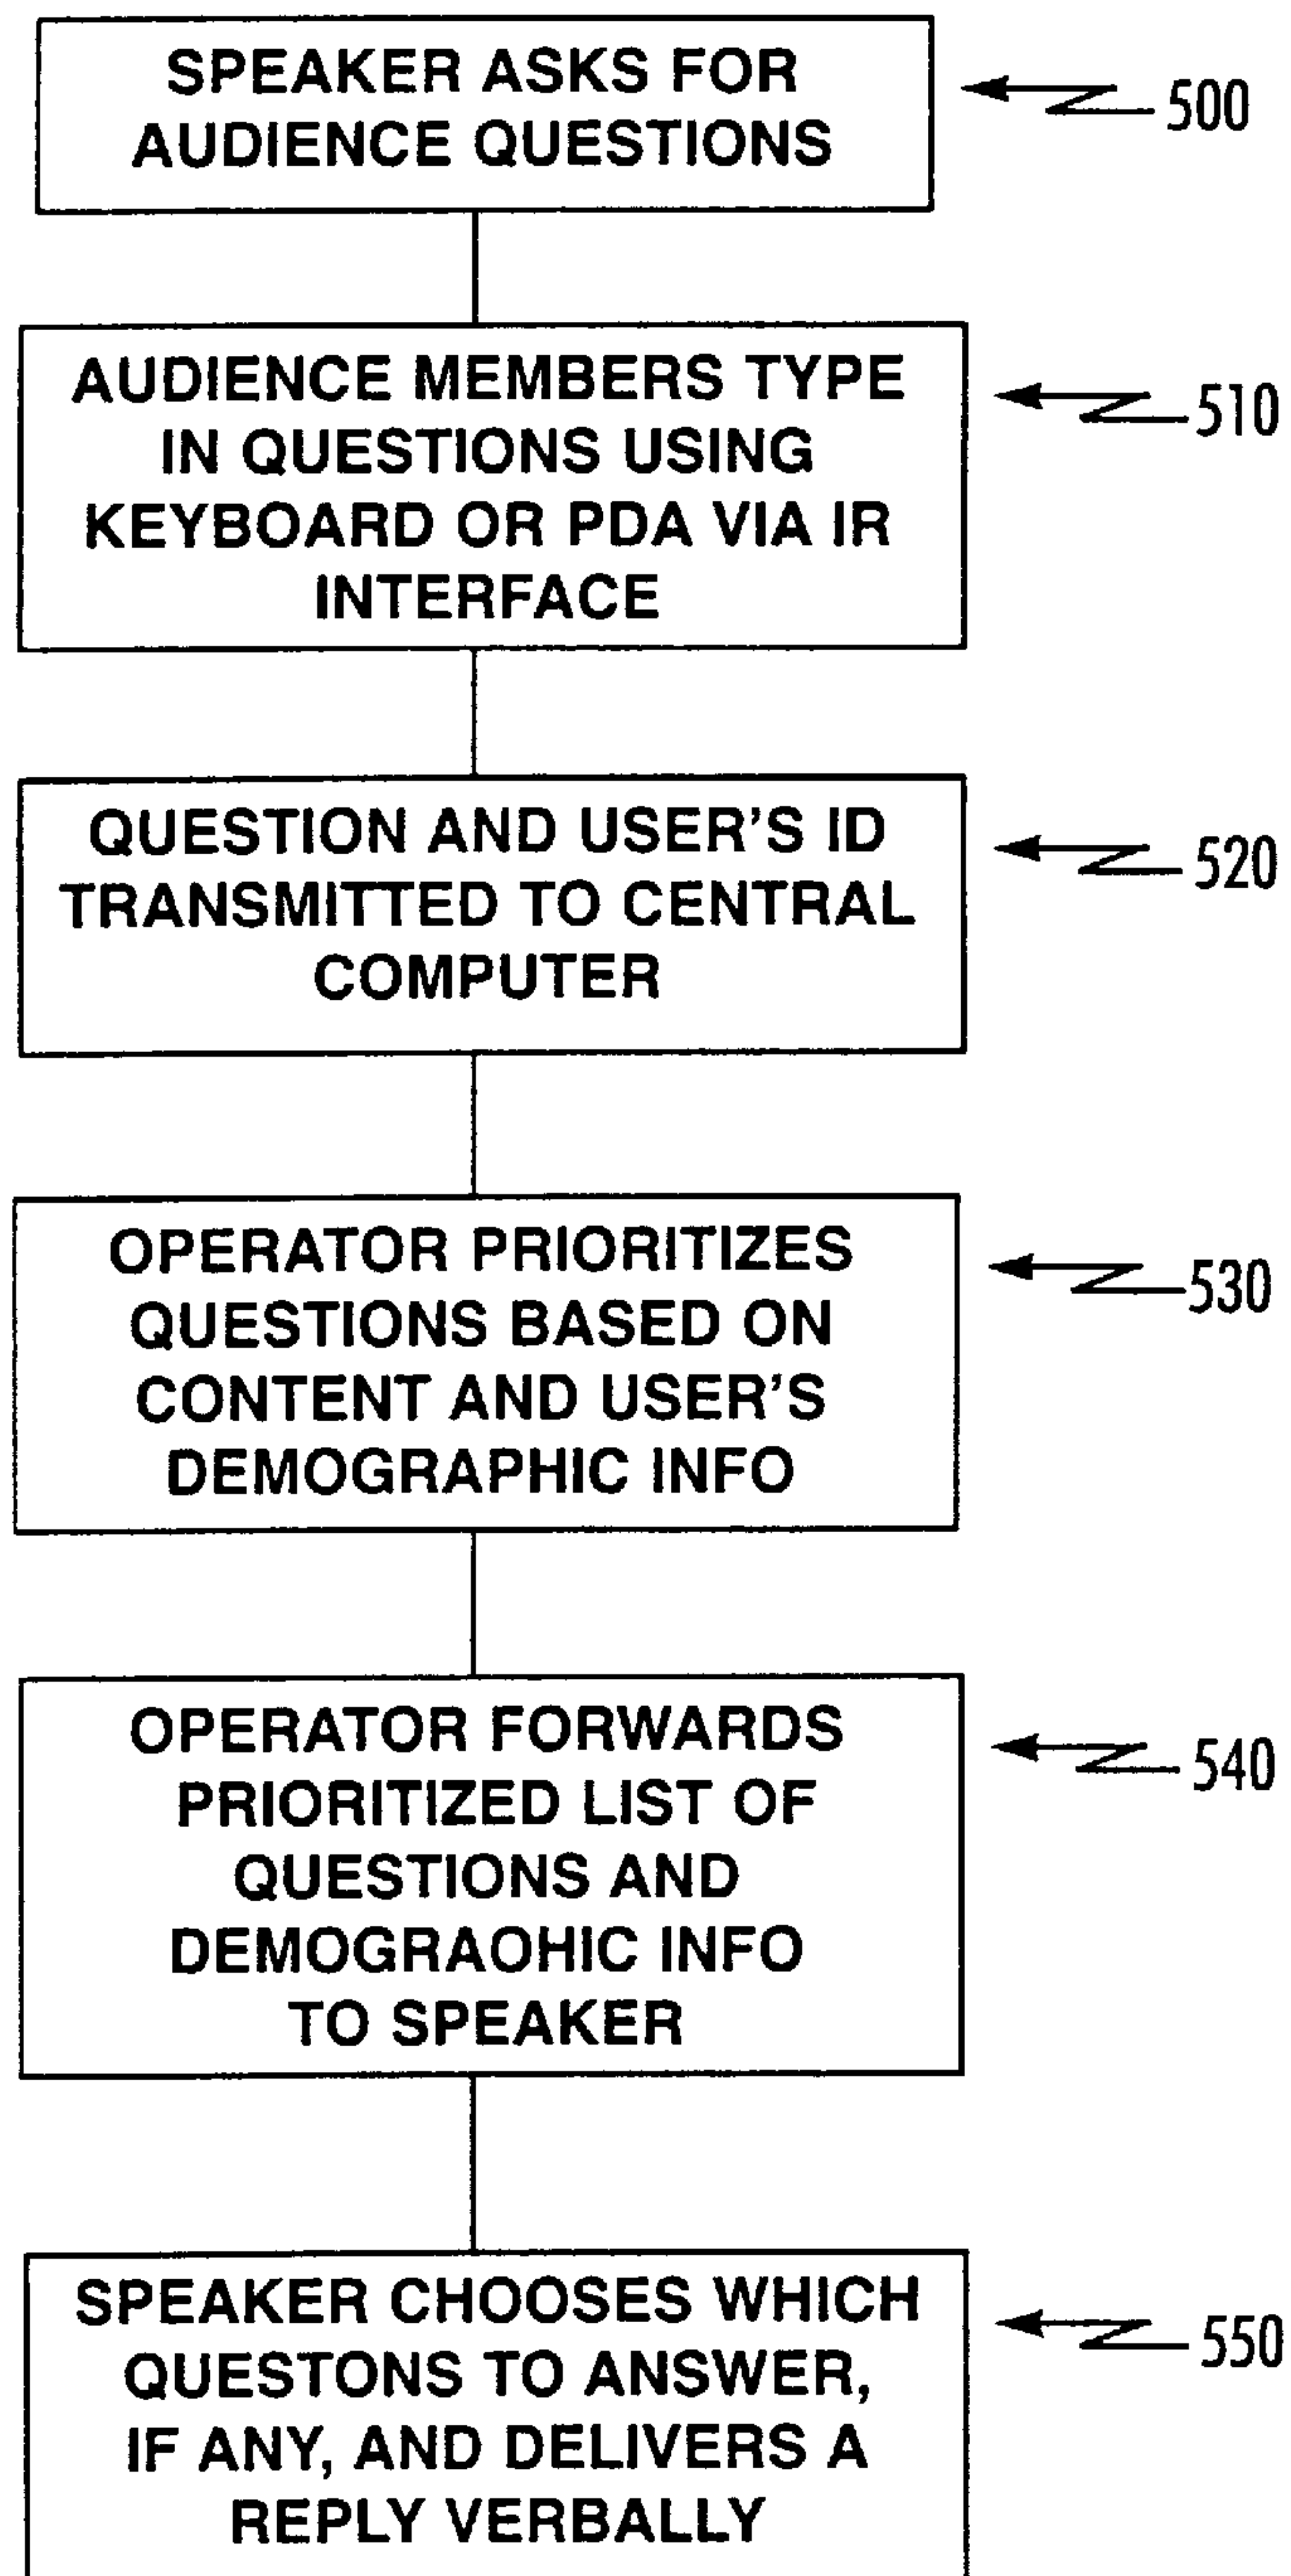 SPEAKER ASKS FOR
AUDIENCE QUESTIONS
500
AUDIENCE MEMBERS TYPE
IN QUESTIONS USING
KEYBOARD OR PDA VIA IR
INTERFACE
510
QUESTION AND USER'S ID
TRANSMITTED TO CENTRAL
COMPUTER
520
OPERATOR PRIORITIZES
QUESTIONS BASED ON
CONTENT AND USER'S
DEMOGRAPHIC INFO
530
OPERATOR FORWARDS
PRIORITIZED LIST OF
QUESTIONS AND
DEMOGRAOHIC INFO
TO SPEAKER
540
SPEAKER CHOOSES WHICH
QUESTONS TO ANSWER,
IF ANY, AND DELIVERS A
REPLY VERBALLY
550